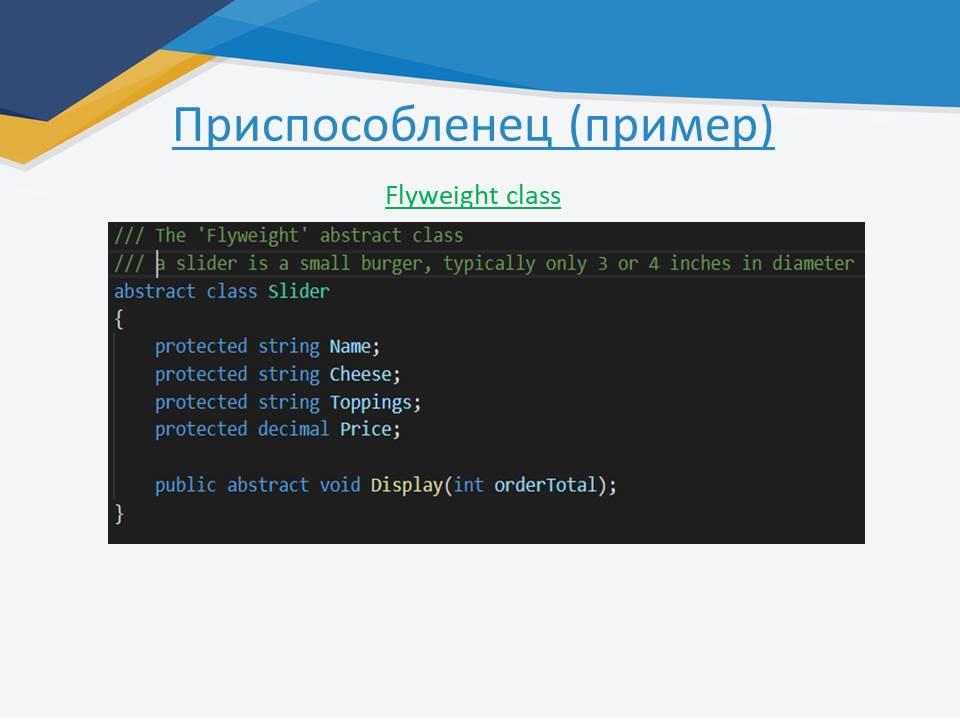 Приспособленец (пример)
Flyweight class
/// The 'Flyweight' abstract class
/// a slider is a small burger, typically only 3 or 4 inches in diameter
abstract class Slider
{
    protected string Name;
    protected string Cheese;
    protected string Toppings;
    protected decimal Price;
    public abstract void Display(int orderTotal);
}